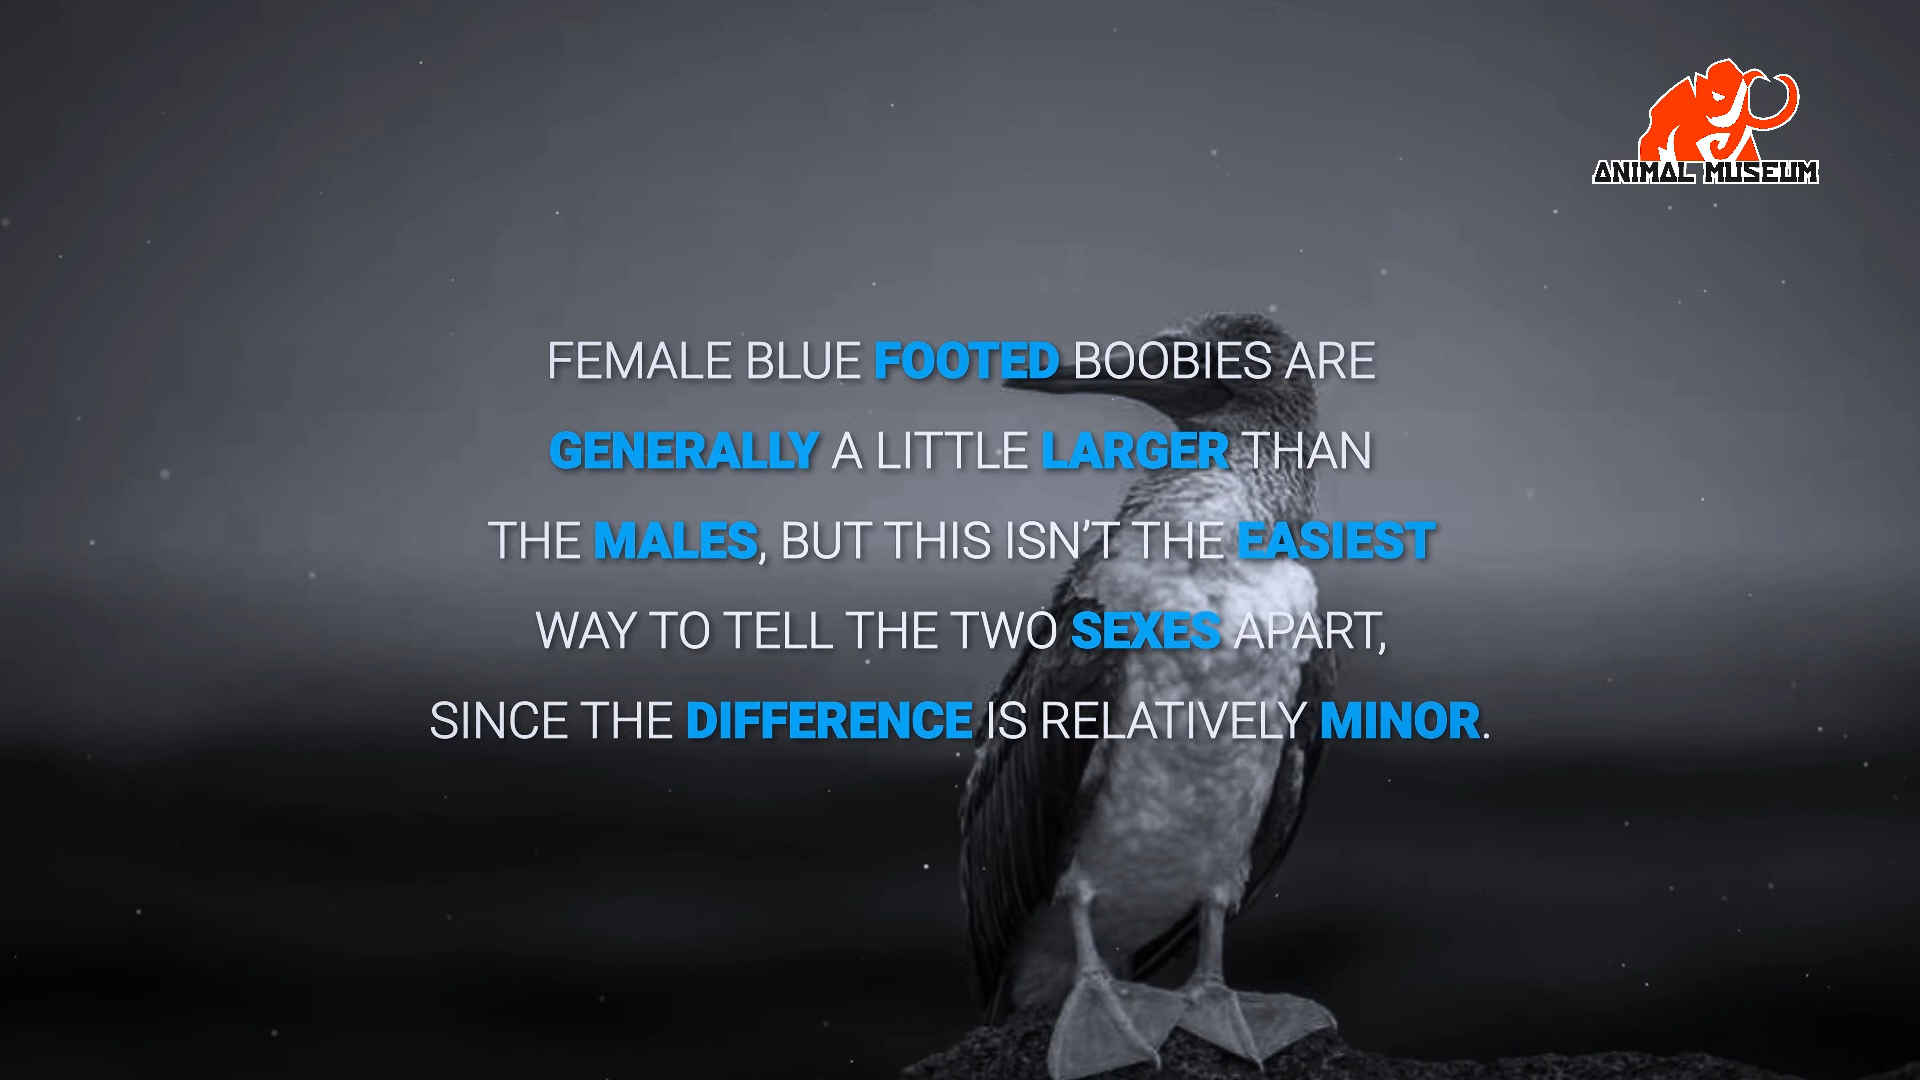 ANIMAL MUSEUM
FEMALE BLUE FOOTED BOOBIES ARE
GENERALLY A LITTLE LARGER THAN
THE MALES, BUT THIS ISN’T THE EASIEST
WAY TO TELL THE TWO SEXES APART,
SINCE THE DIFFERENCE IS RELATIVELY MINOR.